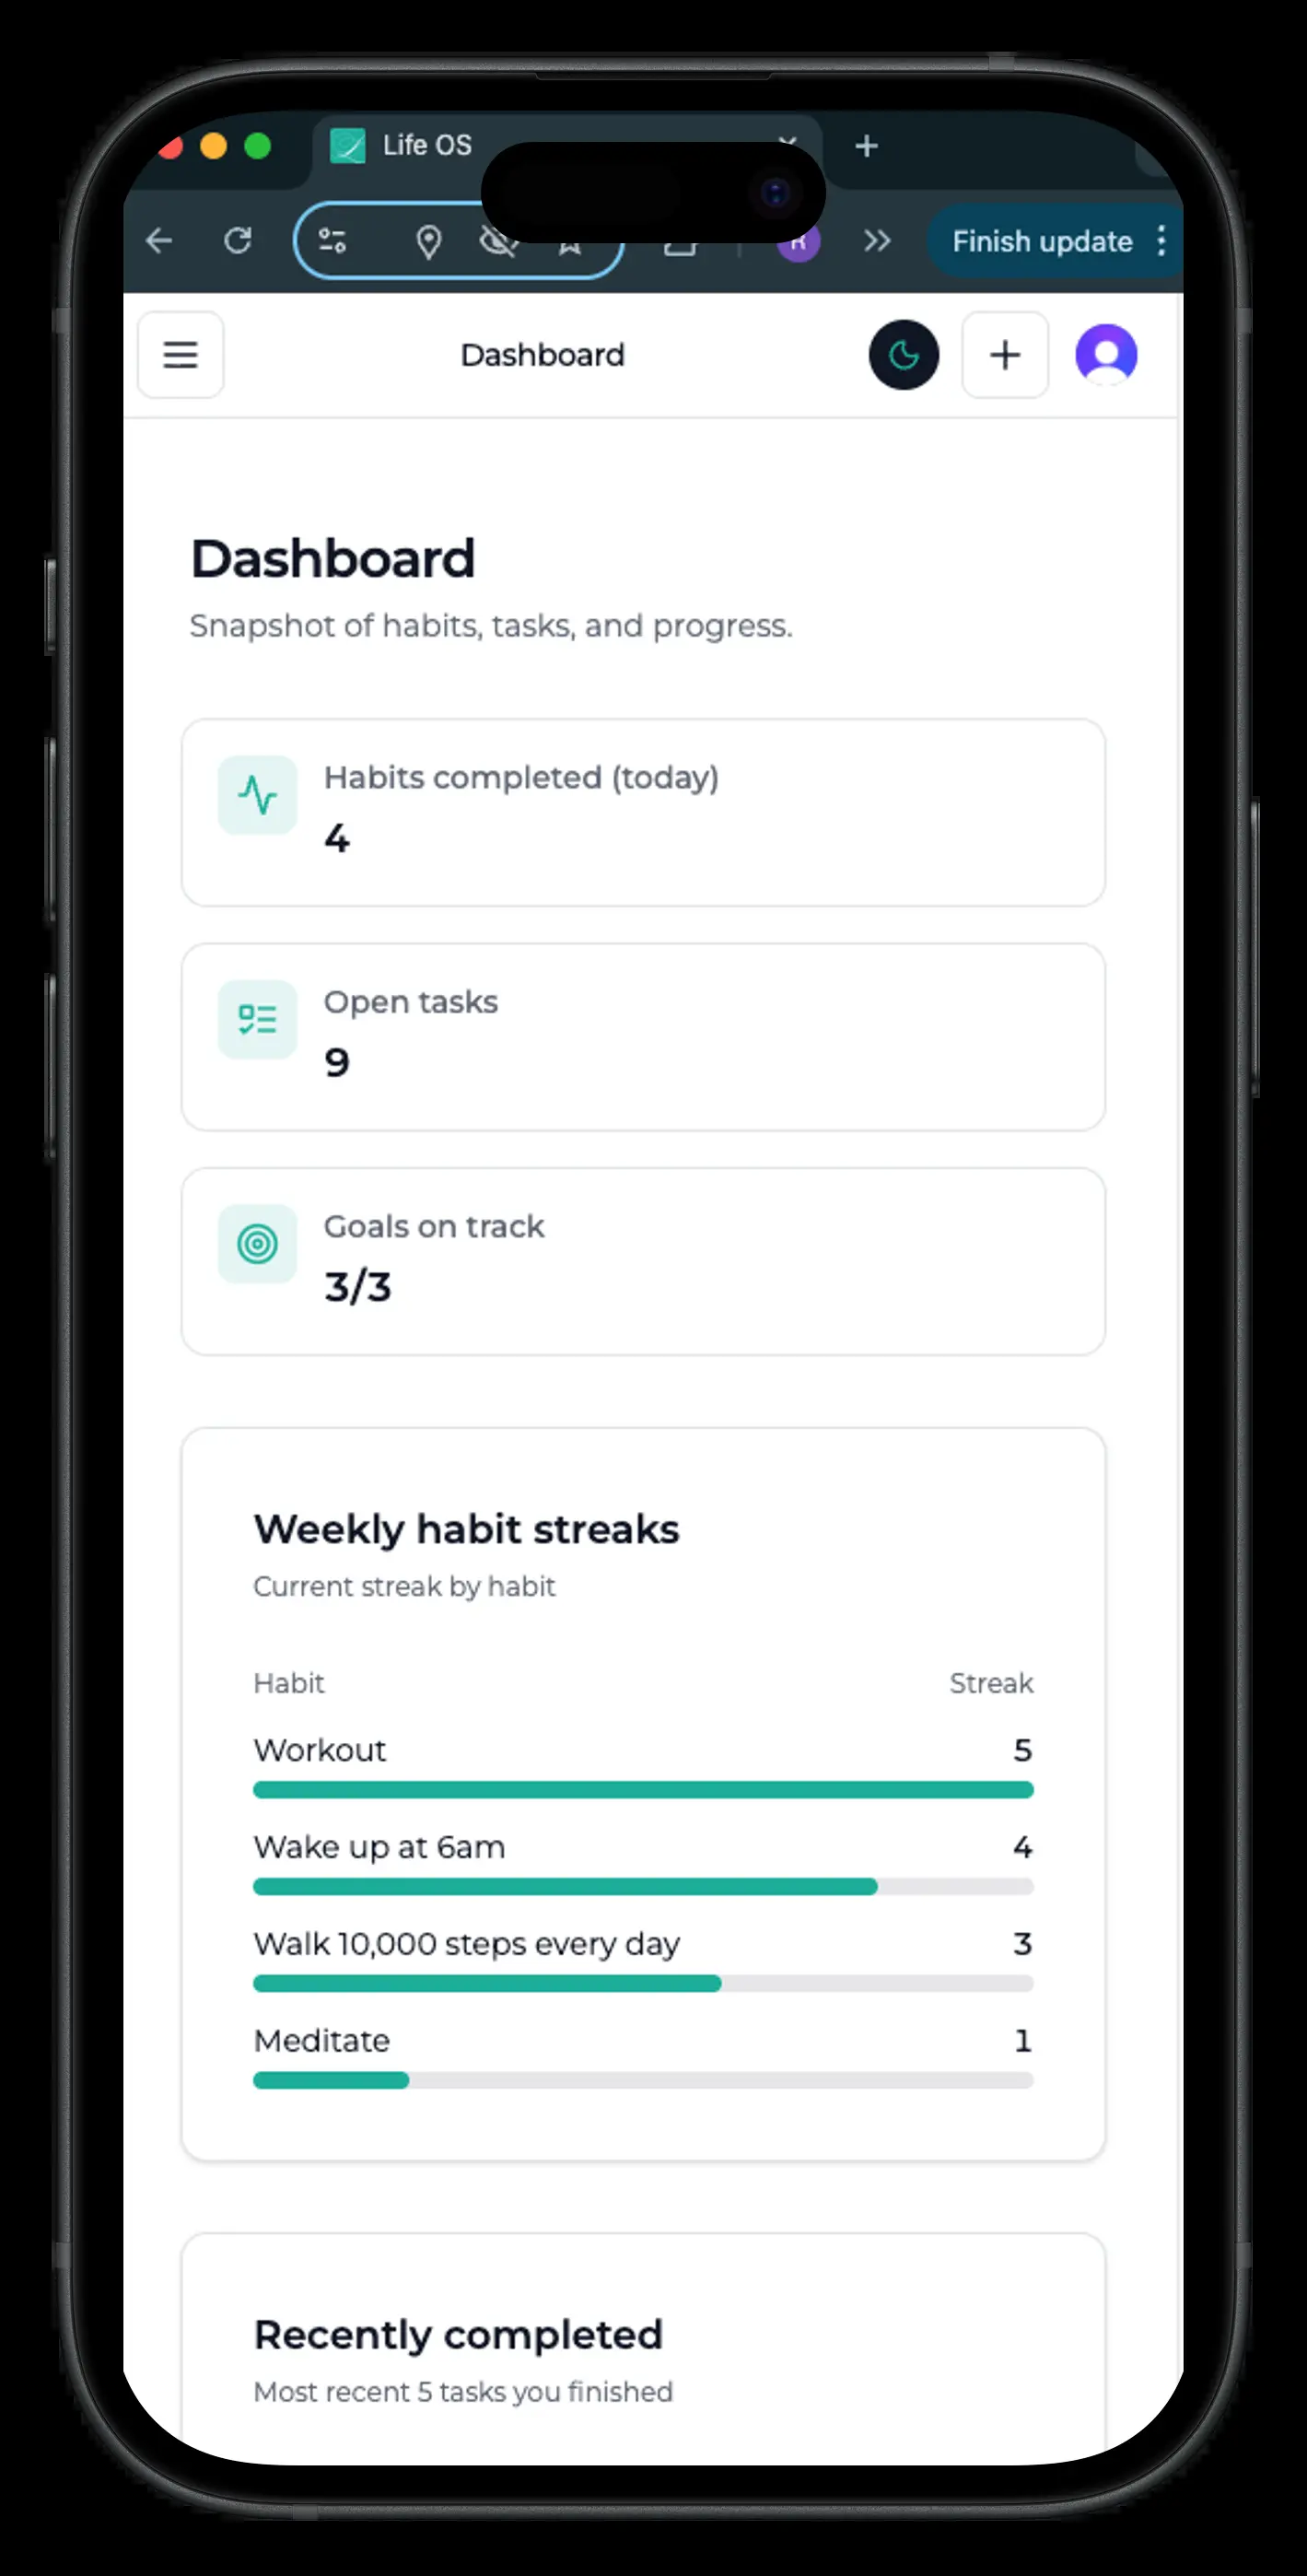 Life OS
R
Finish update
Dashboard
Dashboard
Snapshot of habits, tasks, and progress.
Habits completed (today)
4
Open tasks
9
Goals on track
3/3
Weekly habit streaks
Current streak by habit
Habit Streak
Workout 5
Wake up at 6am 4
Walk 10,000 steps every day 3
Meditate 1
Recently completed
Most recent 5 tasks you finished